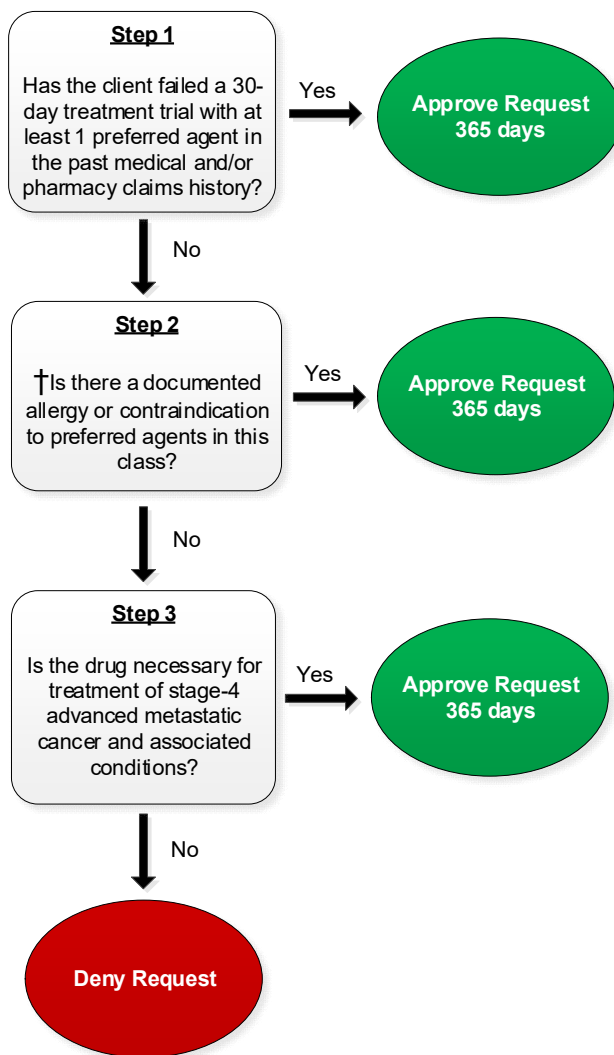 Step 1
Has the client failed a 30-
day treatment trial with at
least 1 preferred agent in
the past medical and/or
pharmacy claims history?
Yes
Approve Request
365 days
No
Step 2
†Is there a documented
allergy or contraindication
to preferred agents in this
class?
Yes
Approve Request
365 days
No
Step 3
Is the drug necessary for
treatment of stage-4
advanced metastatic
cancer and associated
conditions?
Yes
Approve Request
365 days
No
Deny Request